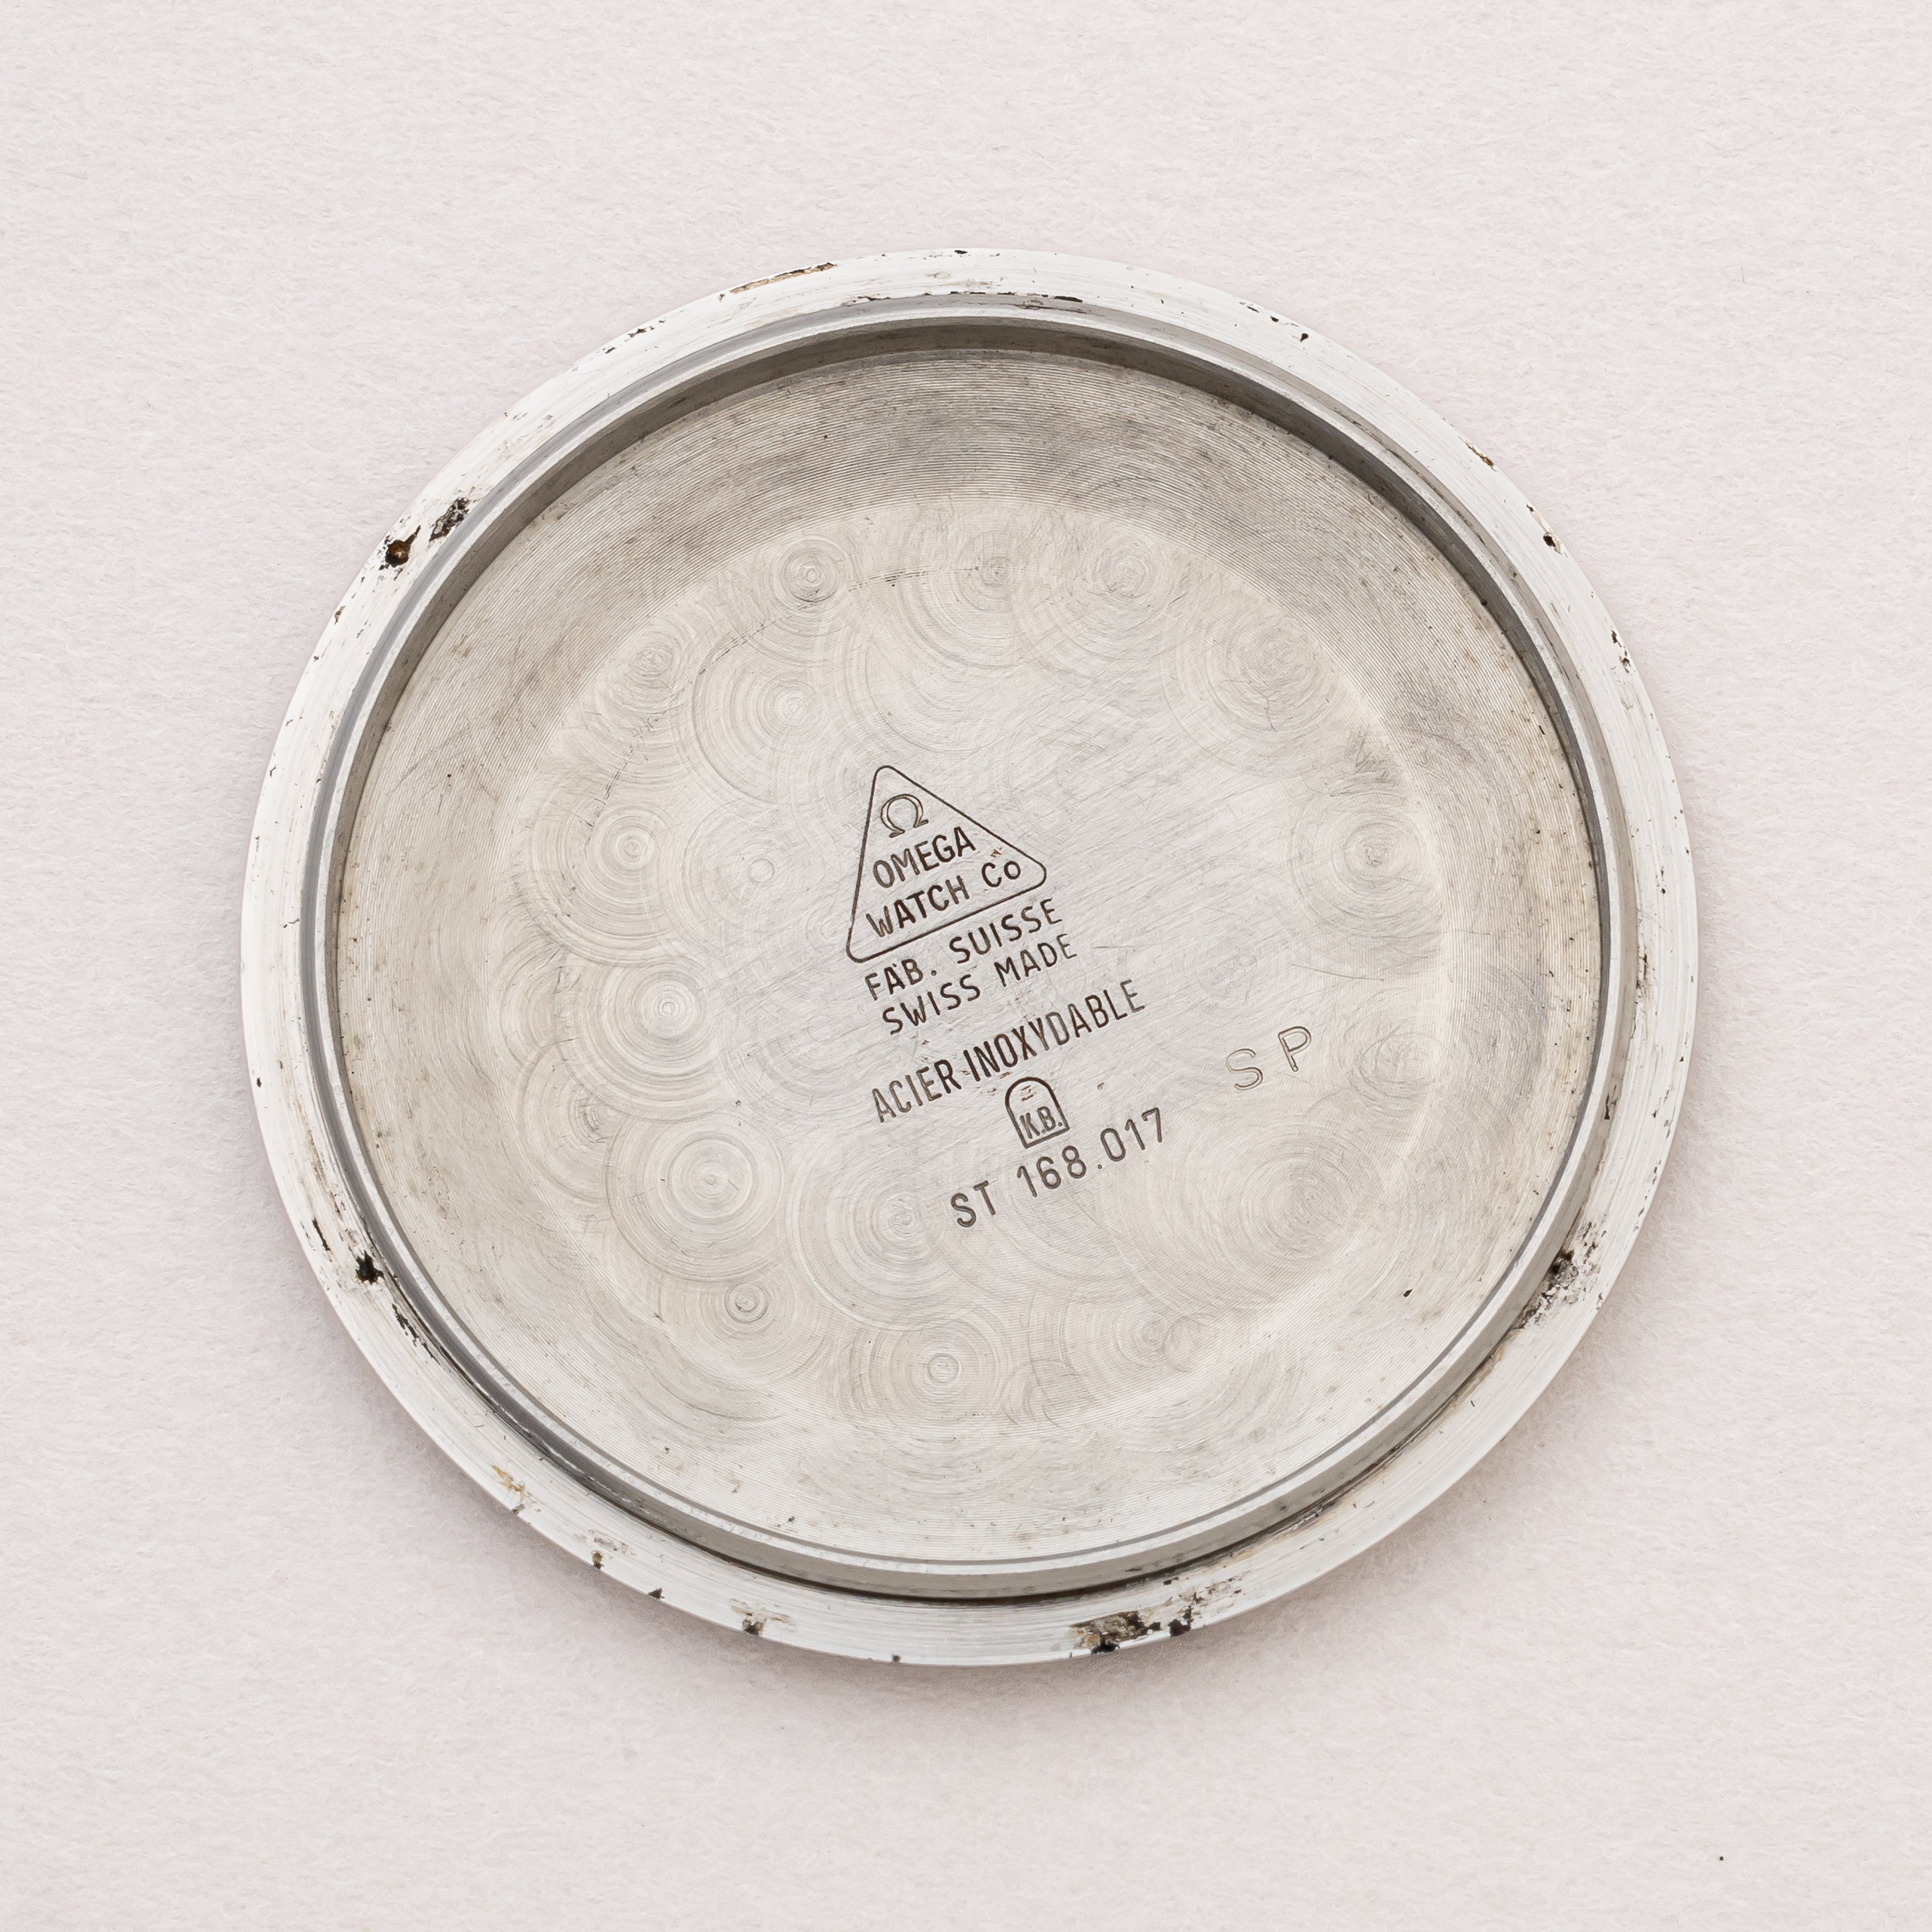 Ω
OMEGA
WATCH Co
FAB. SUISSE
SWISS MADE
ACIER INOXYDABLE
K.B.
ST 168.017
SP